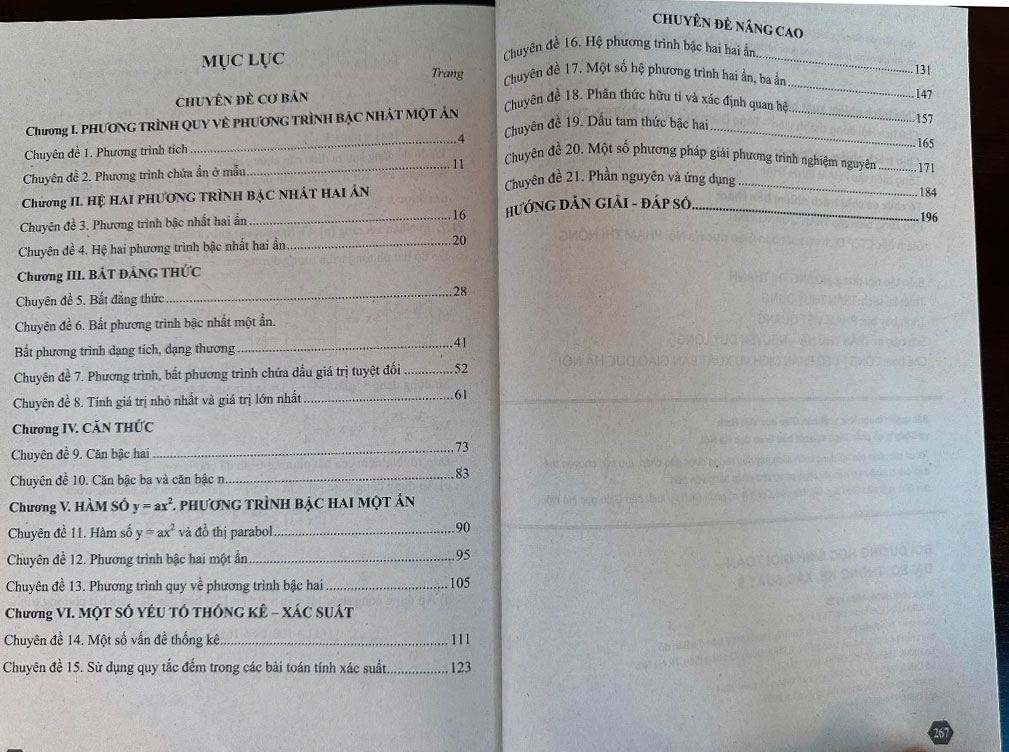 MỤC LỤC
Trang
CHUYÊN ĐỀ CƠ BẢN
Chương I. PHƯƠNG TRÌNH QUY VỀ PHƯƠNG TRÌNH BẬC NHẤT MỘT ẨN
Chuyên đề 1. Phương trình tích ... 4
Chuyên đề 2. Phương trình chứa ẩn ở mẫu ... 11
Chương II. HỆ HAI PHƯƠNG TRÌNH BẬC NHẤT HAI ẨN
Chuyên đề 3. Phương trình bậc nhất hai ẩn ... 16
Chuyên đề 4. Hệ hai phương trình bậc nhất hai ẩn ... 20
Chương III. BẤT ĐẲNG THỨC
Chuyên đề 5. Bất đẳng thức ... 28
Chuyên đề 6. Bất phương trình bậc nhất một ẩn.
Bất phương trình dạng tích, dạng thương ... 41
Chuyên đề 7. Phương trình, bất phương trình chứa dấu giá trị tuyệt đối ... 52
Chuyên đề 8. Tính giá trị nhỏ nhất và giá trị lớn nhất ... 61
Chương IV. CĂN THỨC
Chuyên đề 9. Căn bậc hai ... 73
Chuyên đề 10. Căn bậc ba và căn bậc n ... 83
Chương V. HÀM SỐ y = ax². PHƯƠNG TRÌNH BẬC HAI MỘT ẨN
Chuyên đề 11. Hàm số y = ax² và đồ thị parabol ... 90
Chuyên đề 12. Phương trình bậc hai một ẩn ... 95
Chuyên đề 13. Phương trình quy về phương trình bậc hai ... 105
Chương VI. MỘT SỐ YẾU TỐ THỐNG KÊ – XÁC SUẤT
Chuyên đề 14. Một số vấn đề thống kê ... 111
Chuyên đề 15. Sử dụng quy tắc đếm trong các bài toán tính xác suất ... 123
CHUYÊN ĐỀ NÂNG CAO
Chuyên đề 16. Hệ phương trình bậc hai hai ẩn ... 131
Chuyên đề 17. Một số hệ phương trình hai ẩn, ba ẩn ... 147
Chuyên đề 18. Phân thức hữu tỉ và xác định quan hệ ... 157
Chuyên đề 19. Dấu tam thức bậc hai ... 165
Chuyên đề 20. Một số phương pháp giải phương trình nghiệm nguyên ... 171
Chuyên đề 21. Phần nguyên và ứng dụng ... 184
HƯỚNG DẪN GIẢI - ĐÁP SỐ ... 196
267